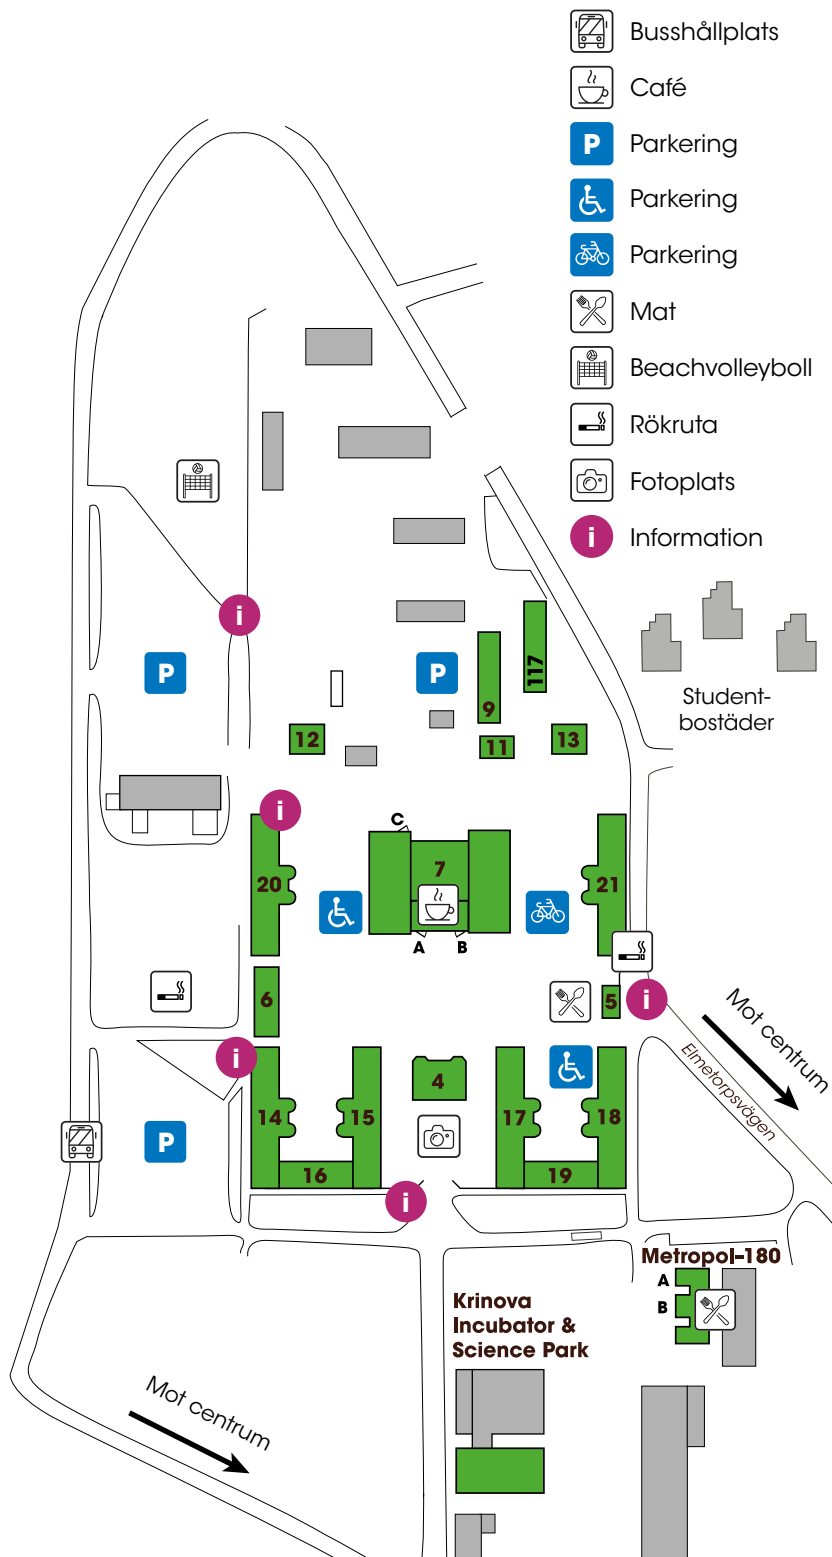 Busshållplats
Café
P Parkering
Parkering
Parkering
Mat
Beachvolleyboll
Rökruta
Fotoplats
i Information
i
P
P
117
9
Student-
bostäder
12
11
13
i
C
7
20
21
A
B
6
5
i
Mot centrum
Elmetorpsvägen
i
4
14
15
17
18
P
16
19
i
Metropol-180
A
B
Krinova
Incubator &
Science Park
Mot centrum